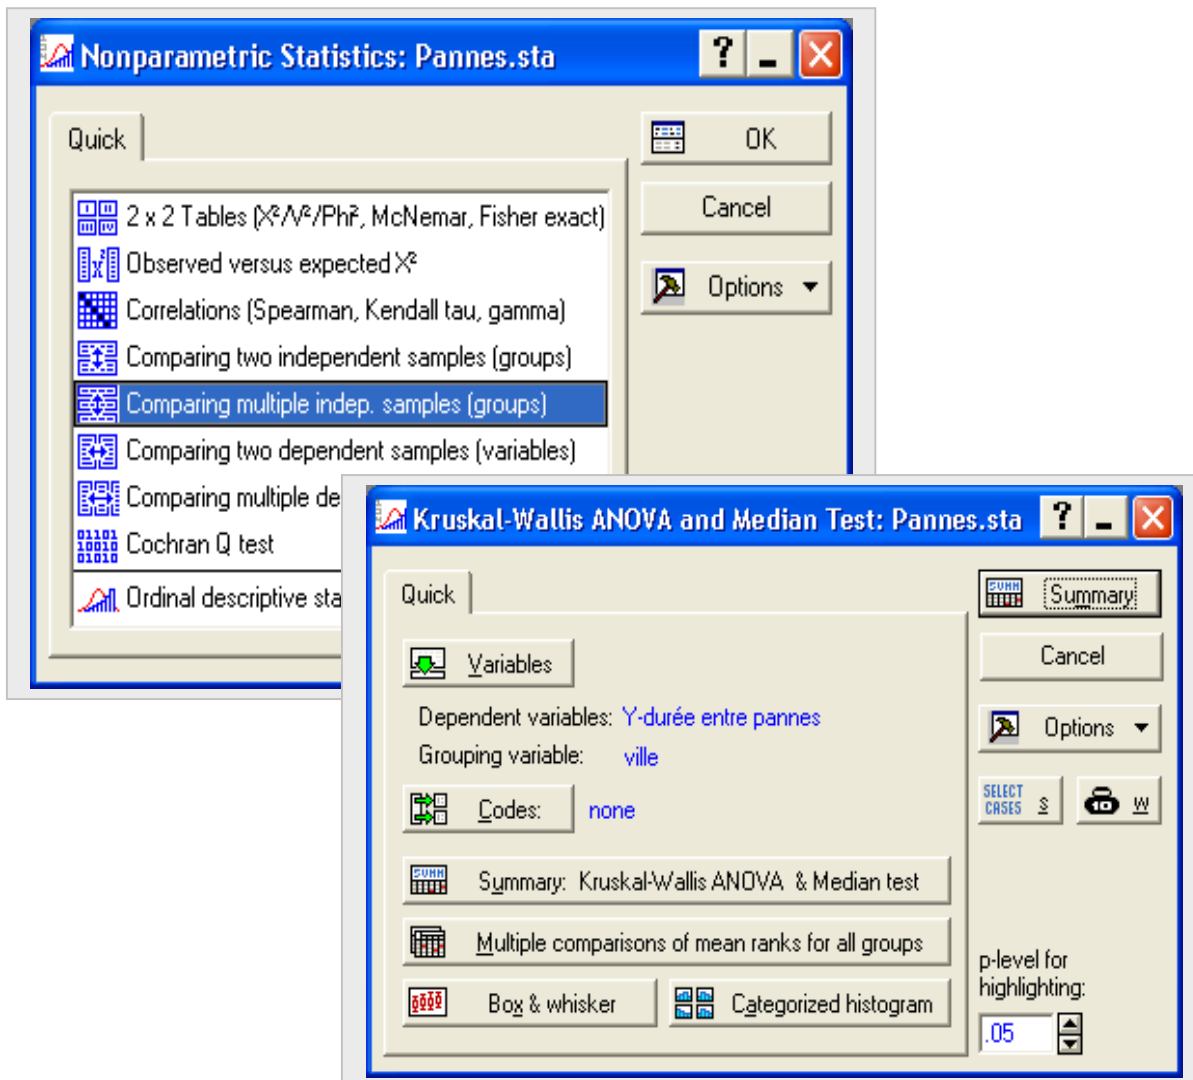 Nonparametric Statistics: Pannes.sta
Quick
OK
Cancel
Options
2 x 2 Tables (X²/V²/Phi², McNemar, Fisher exact)
Observed versus expected X²
Correlations (Spearman, Kendall tau, gamma)
Comparing two independent samples (groups)
Comparing multiple indep. samples (groups)
Comparing two dependent samples (variables)
Comparing multiple de
Cochran Q test
Ordinal descriptive sta
Kruskal-Wallis ANOVA and Median Test: Pannes.sta
Quick
Summary
Variables
Cancel
Dependent variables: Y-durée entre pannes
Grouping variable: ville
Options
Codes: none
SELECT CASES S
W
Summary: Kruskal-Wallis ANOVA & Median test
Multiple comparisons of mean ranks for all groups
Box & whisker
Categorized histogram
p-level for
highlighting:
.05